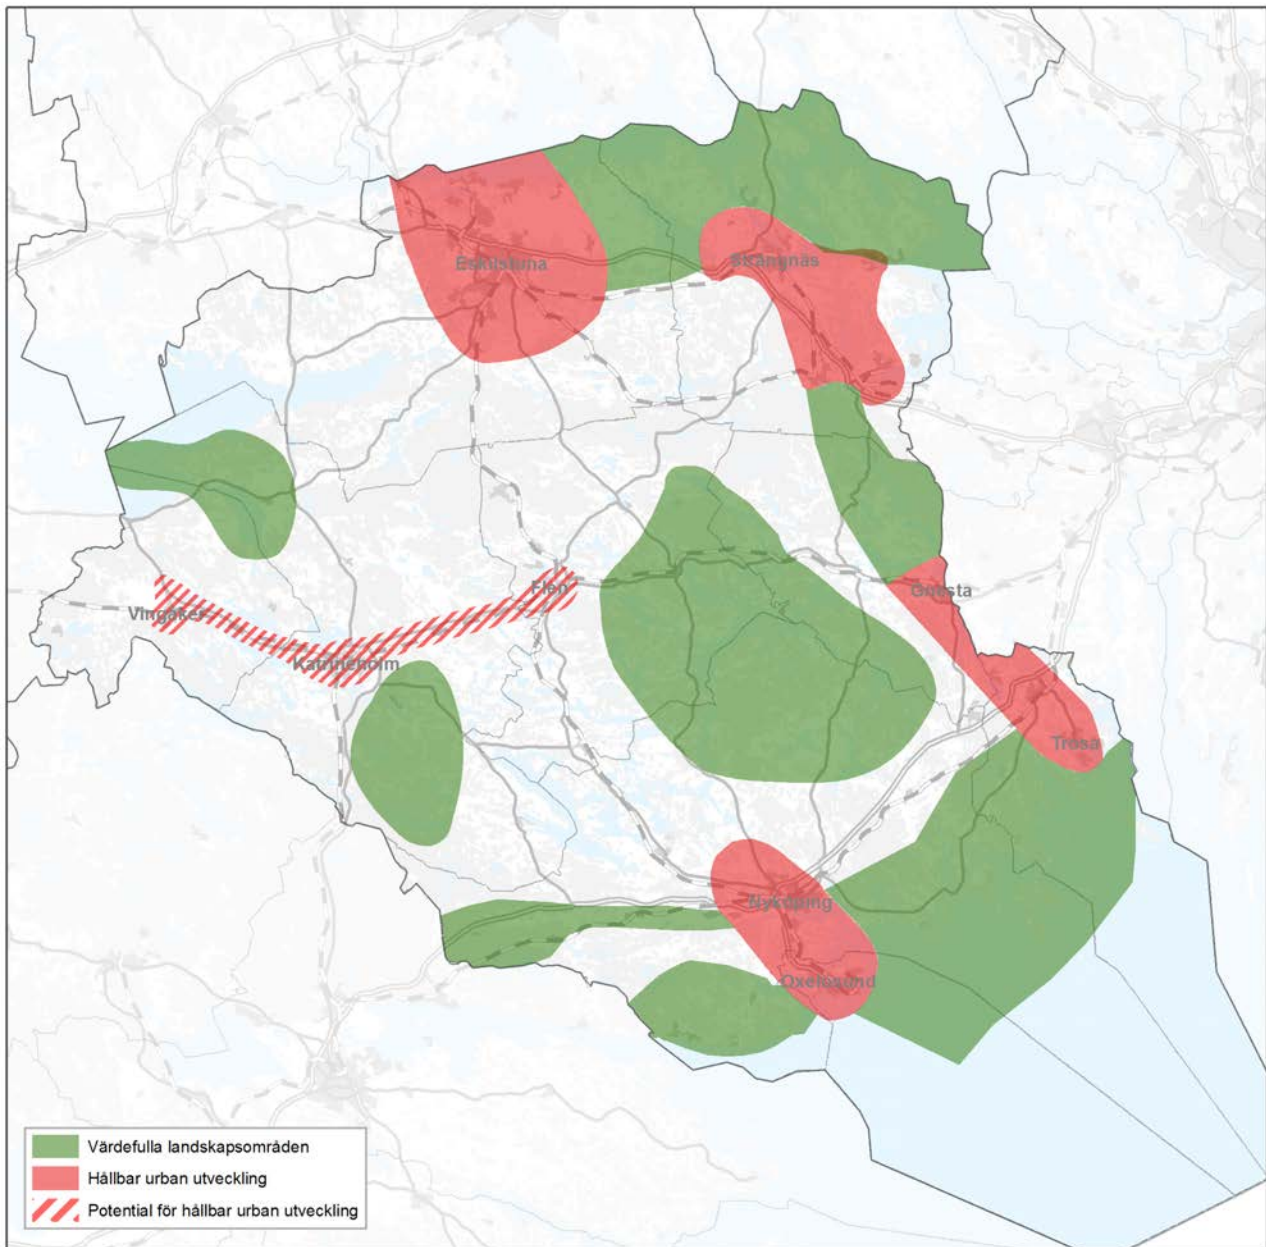 Eskilstuna
Strängnäs
Flen
Gnesta
Vingåker
Katrineholm
Trosa
Nyköping
Oxelösund
Värdefulla landskapsområden
Hållbar urban utveckling
Potential för hållbar urban utveckling